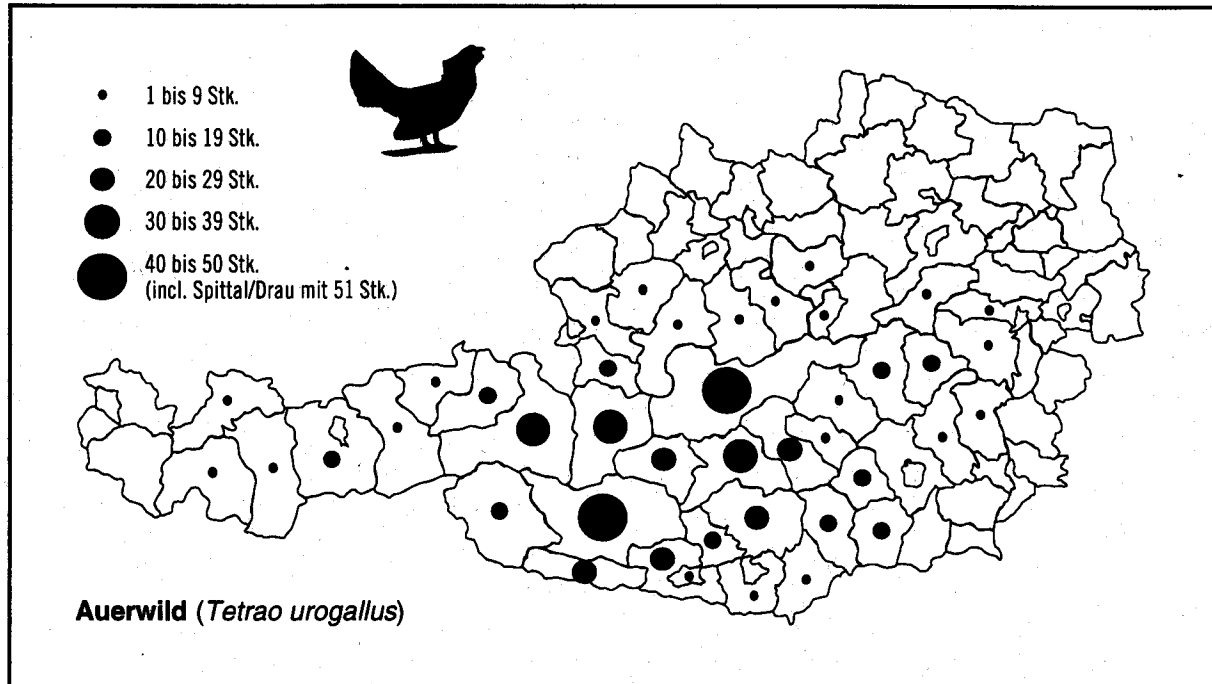 1 bis 9 Stk.
10 bis 19 Stk.
20 bis 29 Stk.
30 bis 39 Stk.
40 bis 50 Stk.
(incl. Spittal/Drau mit 51 Stk.)
Auerwild (Tetrao urogallus)